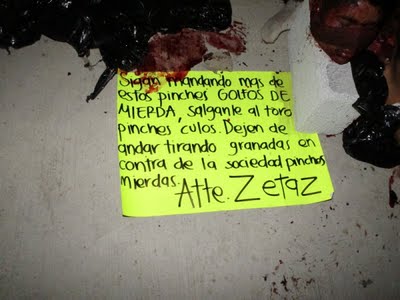 Sigan mandando mas de
estos pinches GOLFOS DE
MIERDA, salganle al toro
pinches culos. Dejen de
andar tirando granadas en
contra de la sociedad pinches
mierdas.
Atte. Zetaz